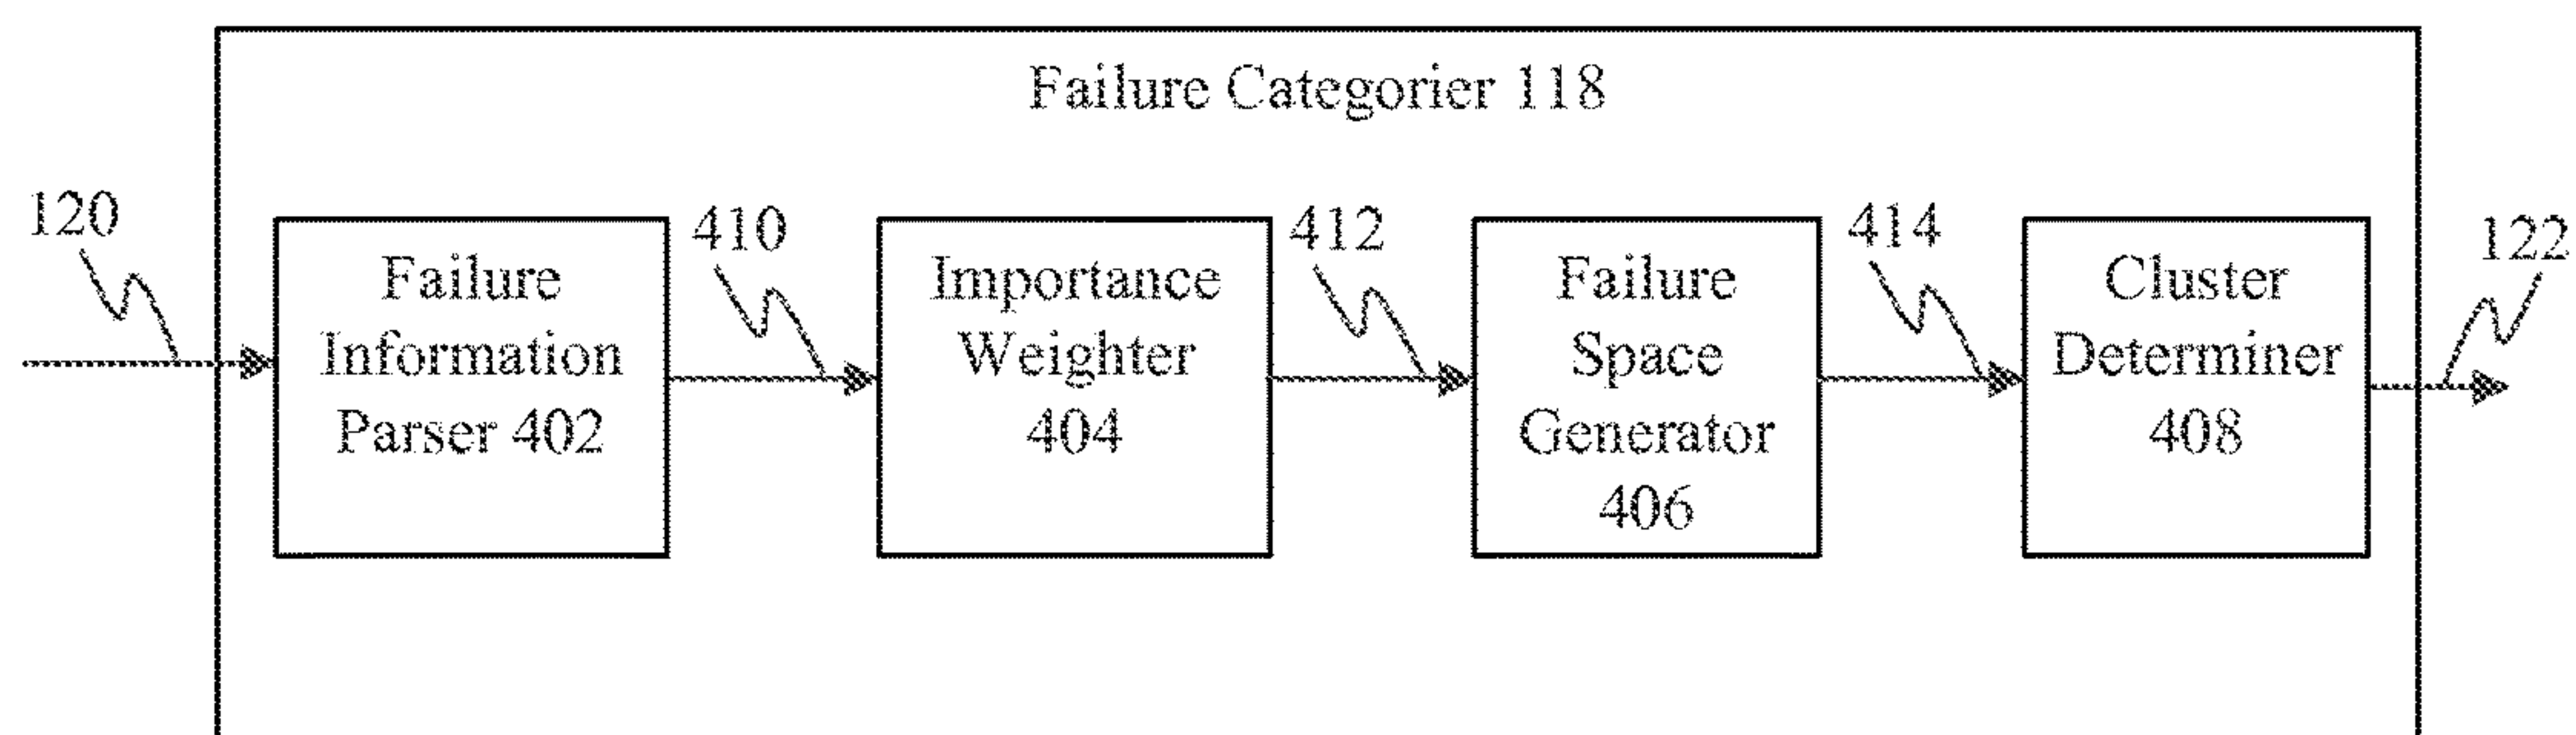 Failure Categorier 118
120
Failure
Information
Parser 402
410
Importance
Weighter
404
412
Failure
Space
Generator
406
414
Cluster
Determiner
408
122